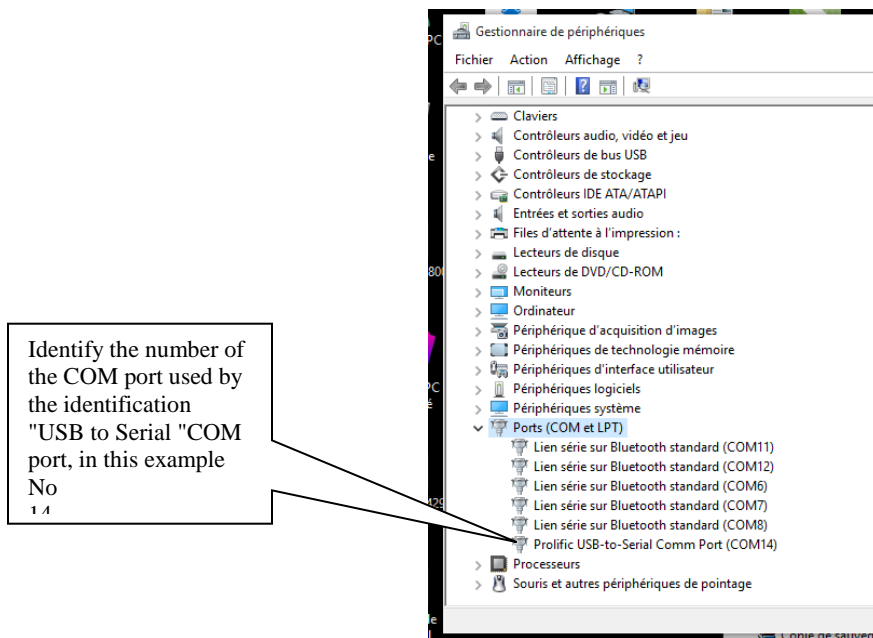 Gestionnaire de périphériques
Fichier Action Affichage ?
Claviers
Contrôleurs audio, vidéo et jeu
Contrôleurs de bus USB
Contrôleurs de stockage
Contrôleurs IDE ATA/ATAPI
Entrées et sorties audio
Files d'attente à l'impression :
Lecteurs de disque
Lecteurs de DVD/CD-ROM
Moniteurs
Ordinateur
Périphérique d'acquisition d'images
Périphériques de technologie mémoire
Périphériques d'interface utilisateur
Périphériques logiciels
Périphériques système
Ports (COM et LPT)
Lien série sur Bluetooth standard (COM11)
Lien série sur Bluetooth standard (COM12)
Lien série sur Bluetooth standard (COM6)
Lien série sur Bluetooth standard (COM7)
Lien série sur Bluetooth standard (COM8)
Prolific USB-to-Serial Comm Port (COM14)
Processeurs
Souris et autres périphériques de pointage
Identify the number of
the COM port used by
the identification
"USB to Serial "COM
port, in this example
No
14